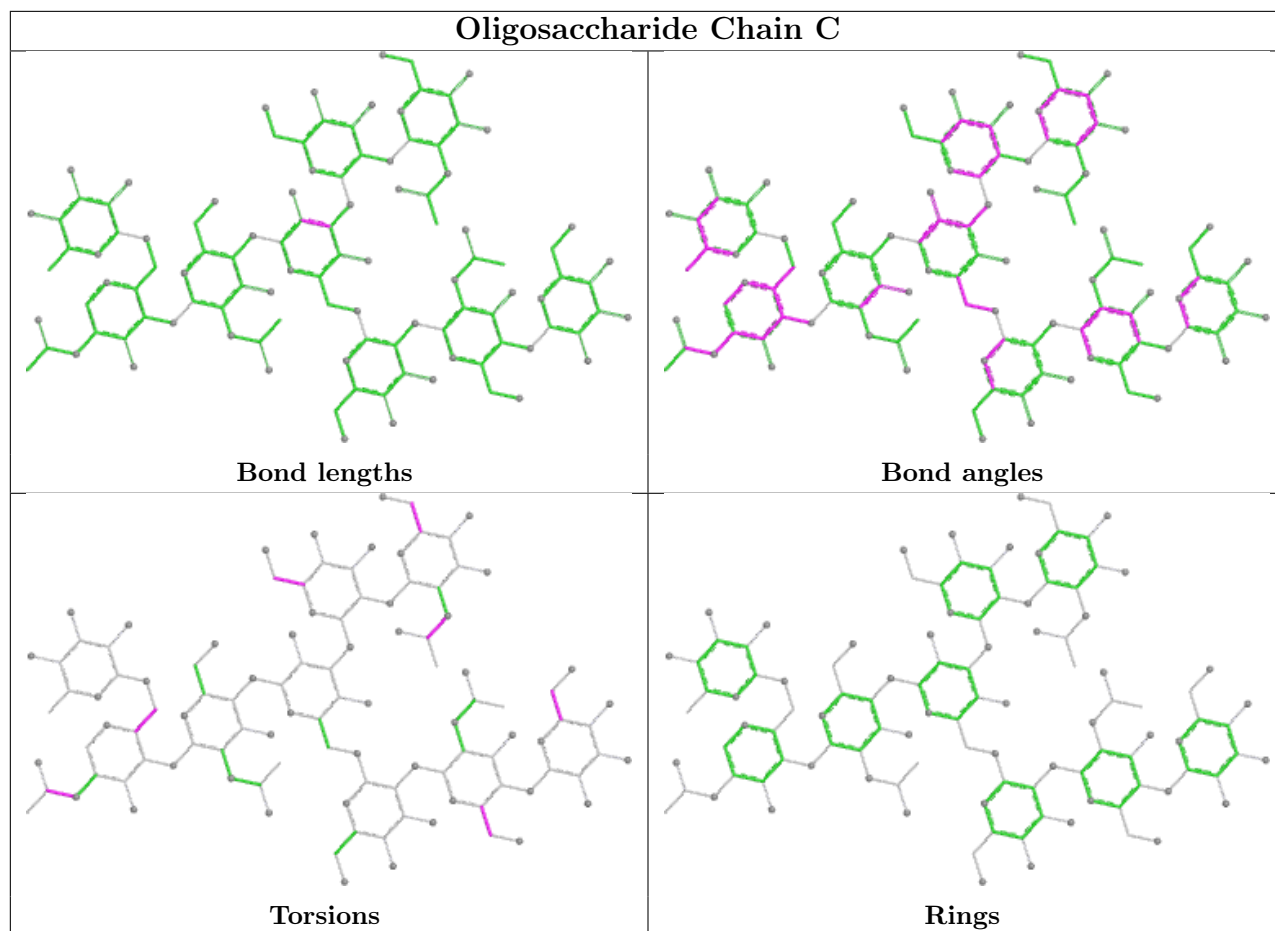 Oligosaccharide Chain C
Bond lengths
Bond angles
Torsions
Rings